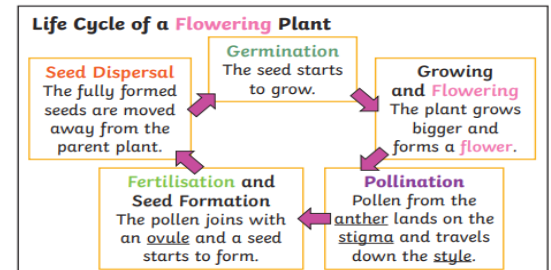 Life Cycle of a Flowering Plant
Germination
The seed starts
to grow.
Growing
and Flowering
The plant grows
bigger and
forms a flower.
Pollination
Pollen from the
anther lands on the
stigma and travels
down the style.
Fertilisation and
Seed Formation
The pollen joins with
an ovule and a seed
starts to form.
Seed Dispersal
The fully formed
seeds are moved
away from the
parent plant.